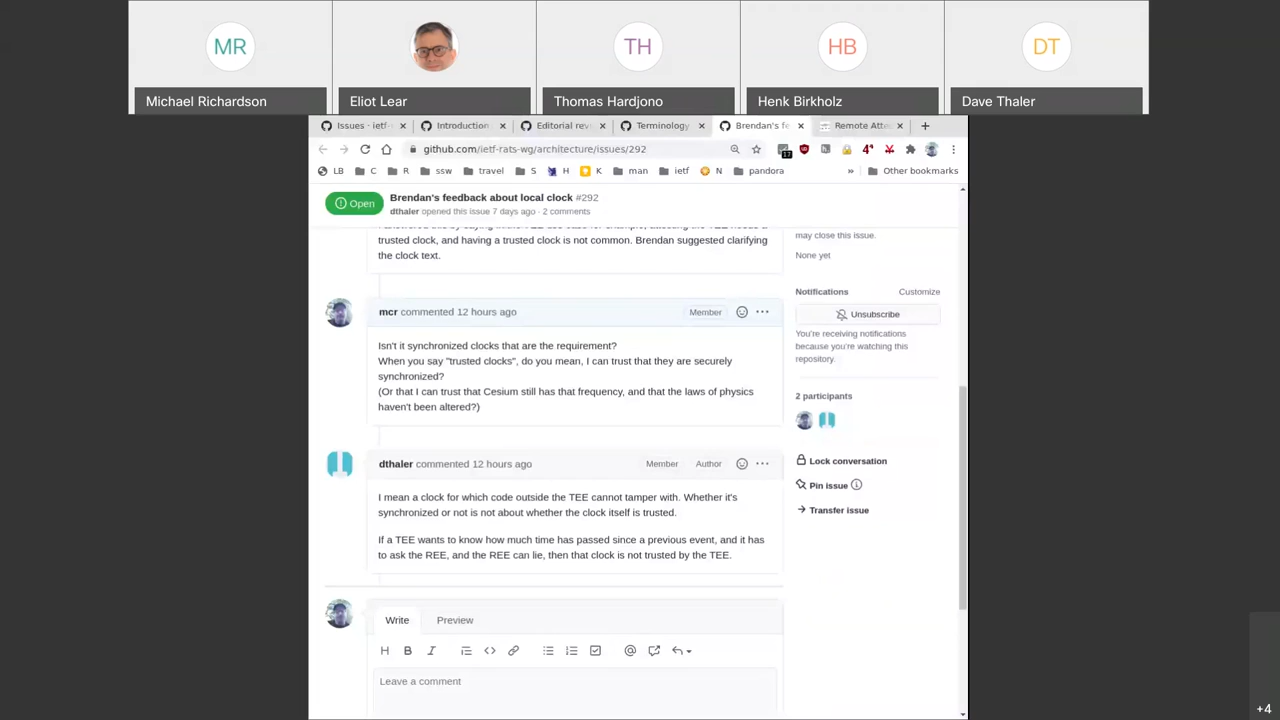 MR
TH
HB
DT
Michael Richardson
Eliot Lear
Thomas Hardjono
Henk Birkholz
Dave Thaler
Issues · ietf-
Introduction
Editorial rev
Terminology
Brendan's fe
Remote Attes
github.com/ietf-rats-wg/architecture/issues/292
17
4°
LB
C
R
ssw
travel
S
H
K
man
ietf
N
pandora
Other bookmarks
Open
Brendan's feedback about local clock #292
dthaler opened this issue 7 days ago · 2 comments
trusted clock, and having a trusted clock is not common. Brendan suggested clarifying
the clock text.
may close this issue.
None yet
mcr commented 12 hours ago
Member
Isn't it synchronized clocks that are the requirement?
When you say "trusted clocks", do you mean, I can trust that they are securely
synchronized?
(Or that I can trust that Cesium still has that frequency, and that the laws of physics
haven't been altered?)
Notifications
Customize
Unsubscribe
You're receiving notifications
because you're watching this
repository.
2 participants
dthaler commented 12 hours ago
Member
Author
I mean a clock for which code outside the TEE cannot tamper with. Whether it's
synchronized or not is not about whether the clock itself is trusted.
If a TEE wants to know how much time has passed since a previous event, and it has
to ask the REE, and the REE can lie, then that clock is not trusted by the TEE.
Lock conversation
Pin issue
Transfer issue
Write
Preview
H B I
Leave a comment
+4